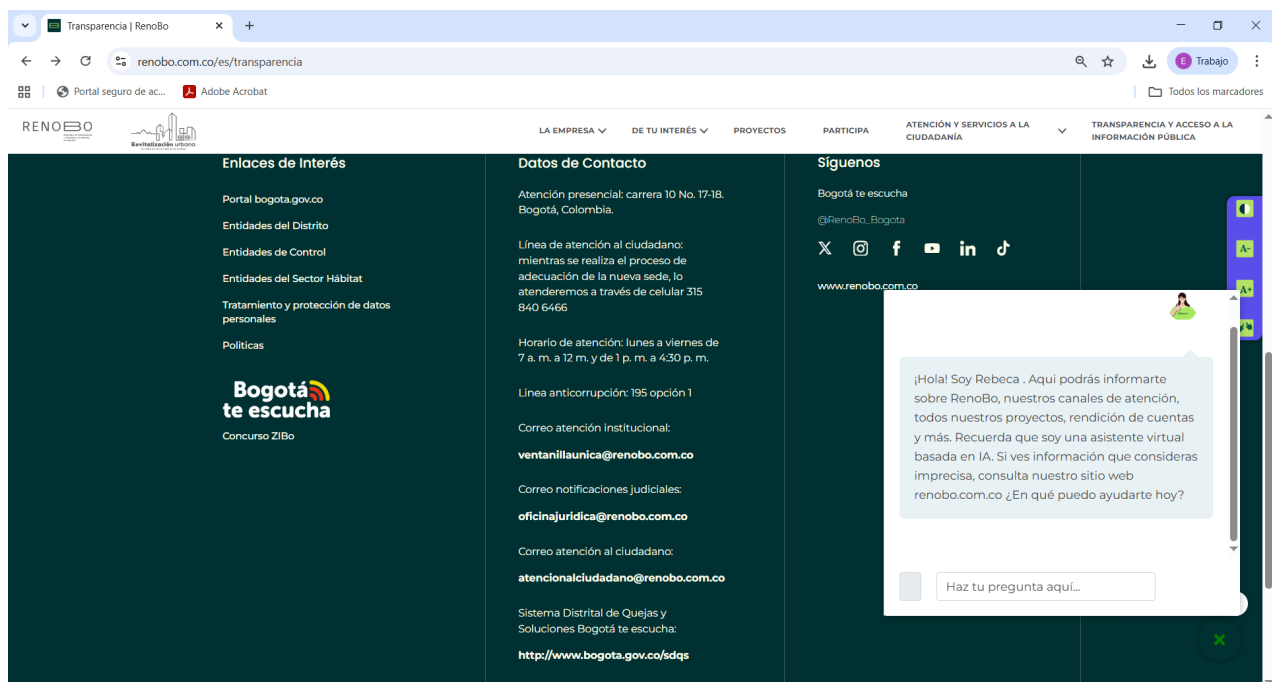 Transparencia | RenoBo
renobo.com.co/es/transparencia
E Trabajo
Portal seguro de ac...
Adobe Acrobat
Todos los marcadores
RENOBO
Revitalización urbana
LA EMPRESA
DE TU INTERÉS
PROYECTOS
PARTICIPA
ATENCIÓN Y SERVICIOS A LA
CIUDADANÍA
TRANSPARENCIA Y ACCESO A LA
INFORMACIÓN PÚBLICA
Enlaces de Interés
Portal bogota.gov.co
Entidades del Distrito
Entidades de Control
Entidades del Sector Hábitat
Tratamiento y protección de datos
personales
Politicas
Bogotá
te escucha
Concurso ZIBo
Datos de Contacto
Atención presencial: carrera 10 No. 17-18.
Bogotá, Colombia.
Línea de atención al ciudadano:
mientras se realiza el proceso de
adecuación de la nueva sede, lo
atenderemos a través de celular 315
840 6466
Horario de atención: lunes a viernes de
7 a. m. a 12 m. y de 1 p. m. a 4:30 p. m.
Linea anticorrupción: 195 opción 1
Correo atención institucional:
ventanillaunica@renobo.com.co
Correo notificaciones judiciales:
oficinajuridica@renobo.com.co
Correo atención al ciudadano:
atencionalciudadano@renobo.com.co
Sistema Distrital de Quejas y
Soluciones Bogotá te escucha:
http://www.bogota.gov.co/sdqs
Síguenos
Bogotá te escucha
@RenoBo_Bogota
www.renobo.com.co
A-
A+
¡Hola! Soy Rebeca . Aqui podrás informarte
sobre RenoBo, nuestros canales de atención,
todos nuestros proyectos, rendición de cuentas
y más. Recuerda que soy una asistente virtual
basada en IA. Si ves información que consideras
imprecisa, consulta nuestro sitio web
renobo.com.co ¿En qué puedo ayudarte hoy?
Haz tu pregunta aquí...